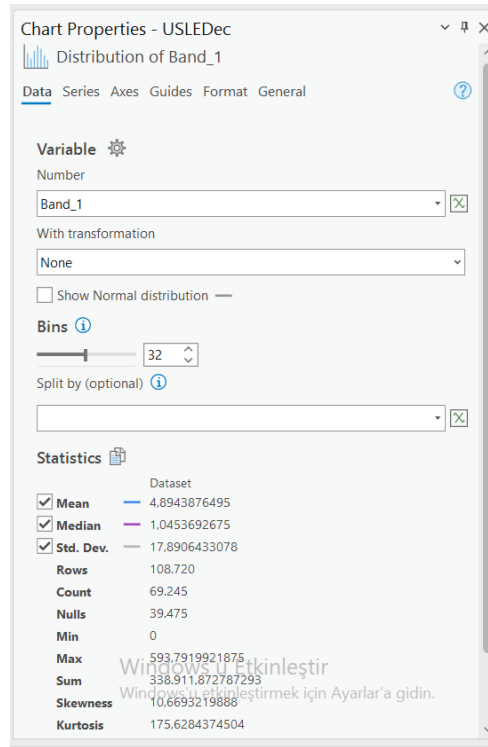 Chart Properties - USLEDec
Distribution of Band_1
Data Series Axes Guides Format General
Variable
Number
Band_1
With transformation
None
Show Normal distribution
Bins
32
Split by (optional)
Statistics
Dataset
Mean 4,8943876495
Median 1,0453692675
Std. Dev. 17,8906433078
Rows 108.720
Count 69.245
Nulls 39.475
Min 0
Max 593,7919921875
Windows'u Etkinleştir
Sum 338.911,872787293
Windows'u etkinleştirmek için Ayarlar'a gidin.
Skewness 10,6693219888
Kurtosis 175,6284374504